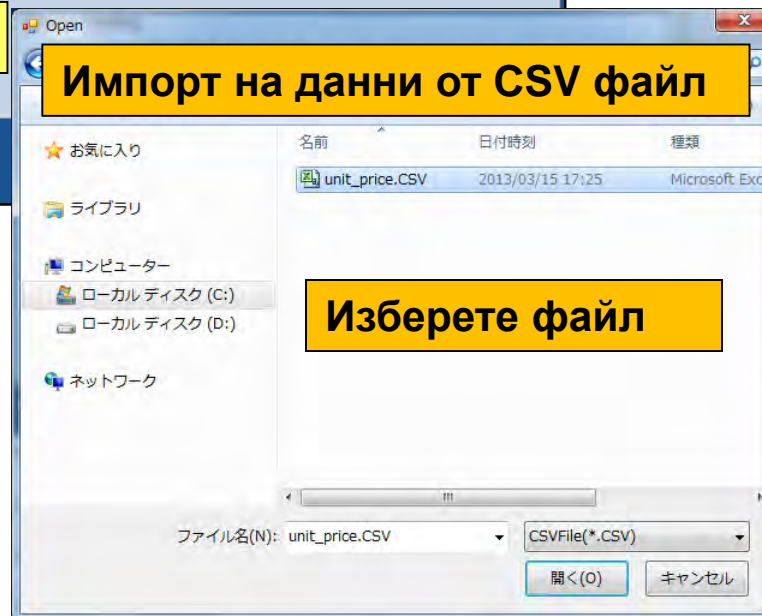 Open
Импорт на данни от CSV файл
お気に入り
名前 日付時刻 種類
unit_price.CSV 2013/03/15 17:25 Microsoft Exc
ライブラリ
コンピューター
ローカル ディスク (C:)
Изберете файл
ローカル ディスク (D:)
ネットワーク
ファイル名(N): unit_price.CSV CSVFile(*.CSV)
開く(O) キャンセル